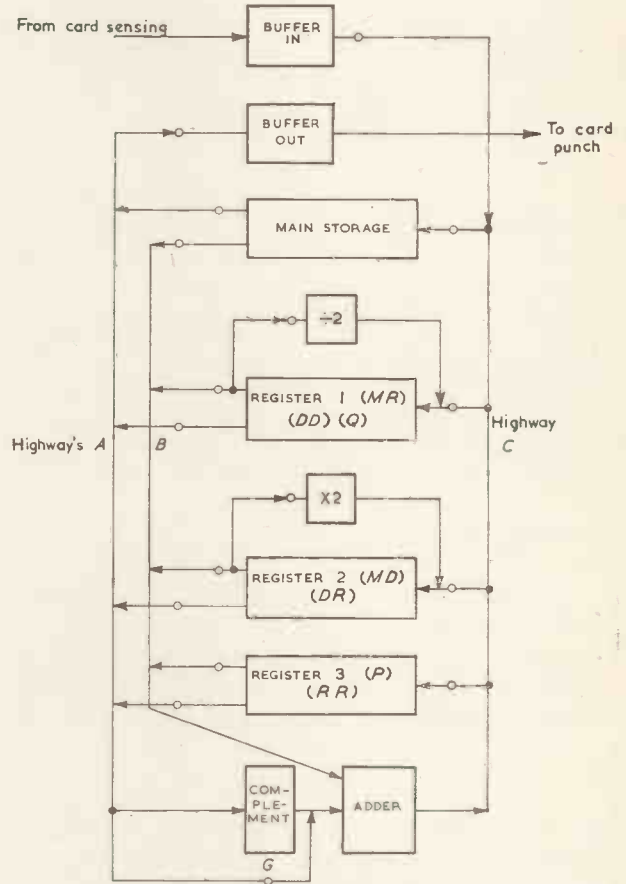 From card sensing
BUFFER
IN
BUFFER
OUT
To card
punch
MAIN STORAGE
÷2
REGISTER 1 (MR)
(DD) (Q)
Highway's A
B
Highway
C
X2
REGISTER 2 (MD)
(DR)
REGISTER 3 (P)
(RR)
COM-
PLE-
MENT
ADDER
G